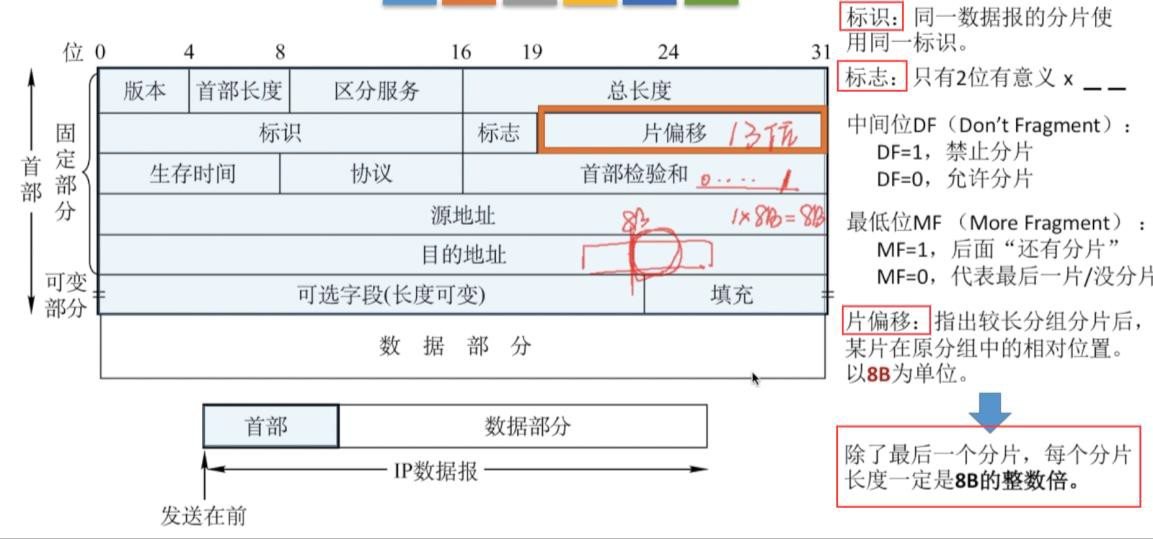 位 0 4 8 16 19 24 31
版本 首部长度 区分服务 总长度
标识 标志 片偏移 13位
生存时间 协议 首部检验和 0····1
源地址 8B 1×8B=8B
目的地址
可选字段(长度可变) 填充
数 据 部 分
首部
固定部分
可变部分
首部 数据部分
IP数据报
发送在前
标识：同一数据报的分片使
用同一标识。
标志：只有2位有意义 x _ _
中间位DF（Don't Fragment）：
DF=1，禁止分片
DF=0，允许分片
最低位MF （More Fragment）：
MF=1，后面“还有分片”
MF=0，代表最后一片/没分片
片偏移：指出较长分组分片后，
某片在原分组中的相对位置。
以8B为单位。
除了最后一个分片，每个分片
长度一定是8B的整数倍。